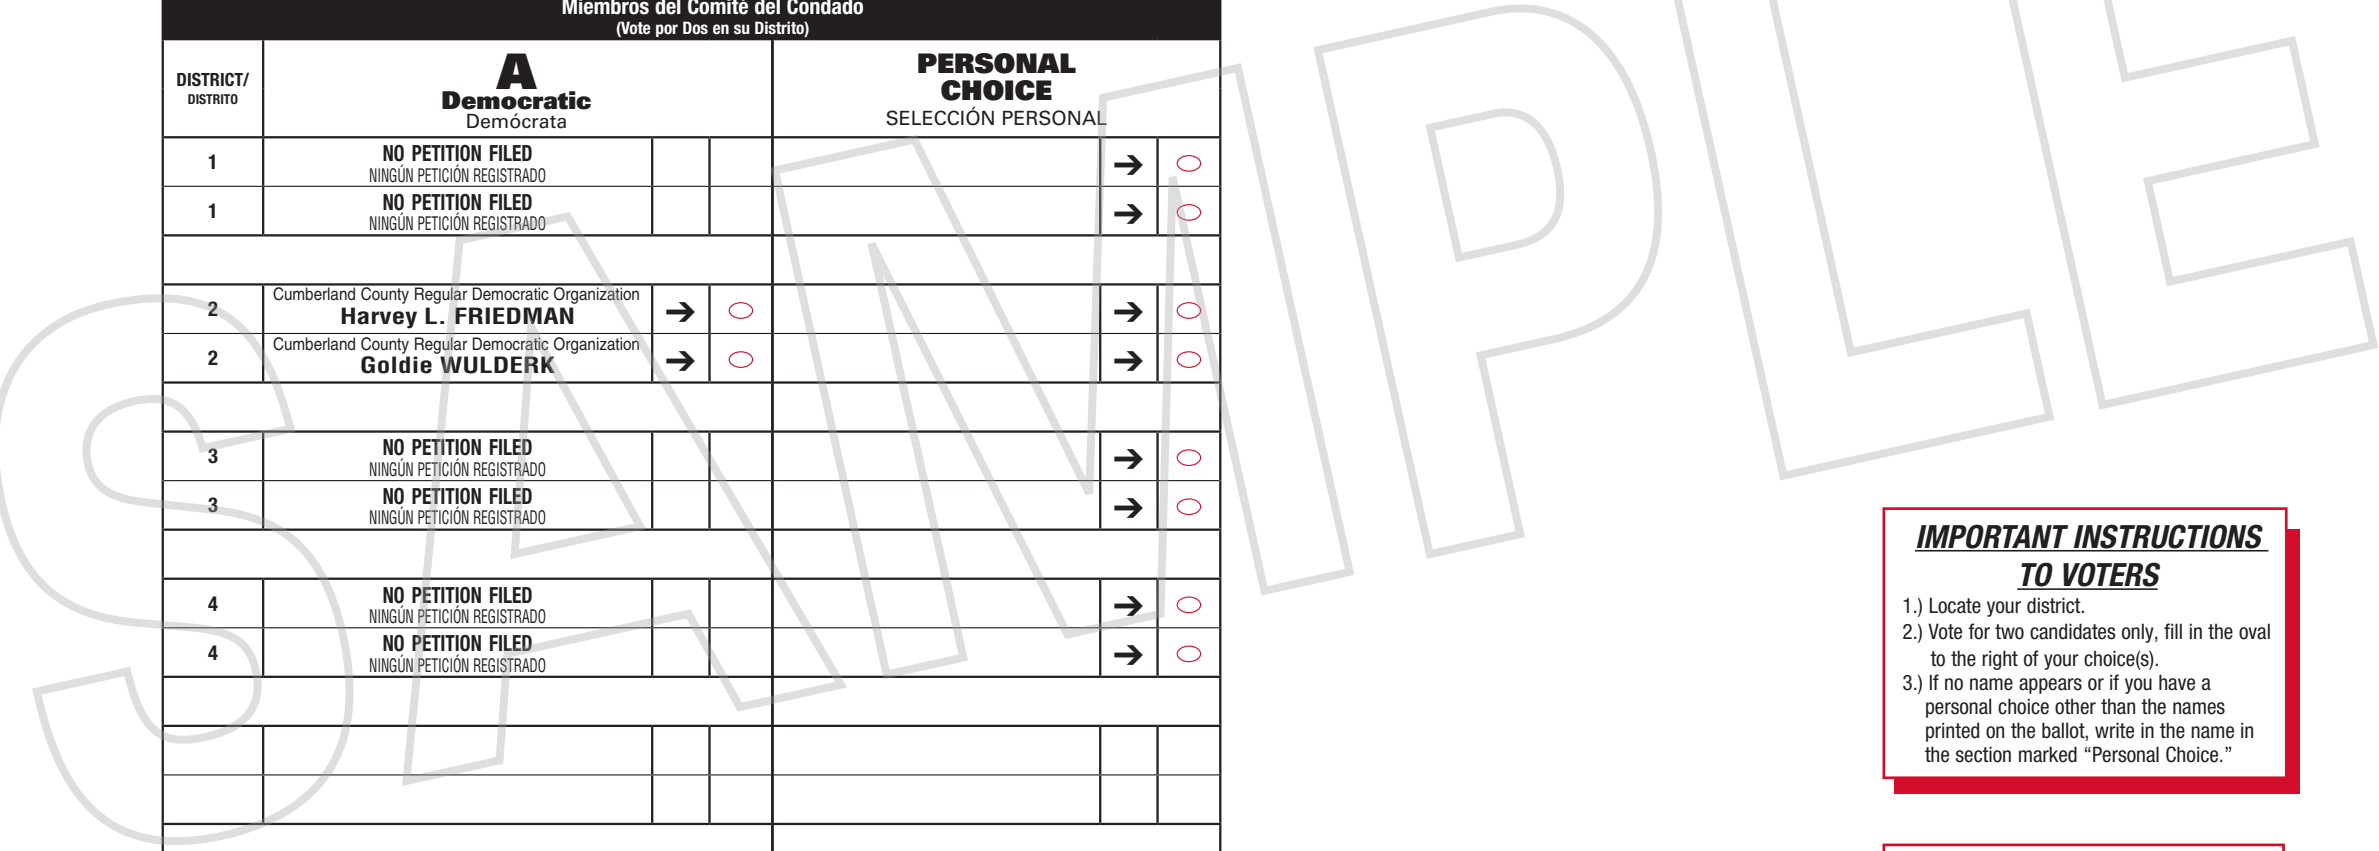 Miembros del Comité del Condado
(Vote por Dos en su Distrito)
DISTRICT/
DISTRITO
A
Democratic
Demócrata
PERSONAL
CHOICE
SELECCIÓN PERSONAL
1
NO PETITION FILED
NINGÚN PETICIÓN REGISTRADO
1
NO PETITION FILED
NINGÚN PETICIÓN REGISTRADO
2
Cumberland County Regular Democratic Organization
Harvey L. FRIEDMAN
2
Cumberland County Regular Democratic Organization
Goldie WULDERK
3
NO PETITION FILED
NINGÚN PETICIÓN REGISTRADO
3
NO PETITION FILED
NINGÚN PETICIÓN REGISTRADO
4
NO PETITION FILED
NINGÚN PETICIÓN REGISTRADO
4
NO PETITION FILED
NINGÚN PETICIÓN REGISTRADO
SAMPLE
IMPORTANT INSTRUCTIONS
TO VOTERS
1.) Locate your district.
2.) Vote for two candidates only, fill in the oval
to the right of your choice(s).
3.) If no name appears or if you have a
personal choice other than the names
printed on the ballot, write in the name in
the section marked “Personal Choice.”